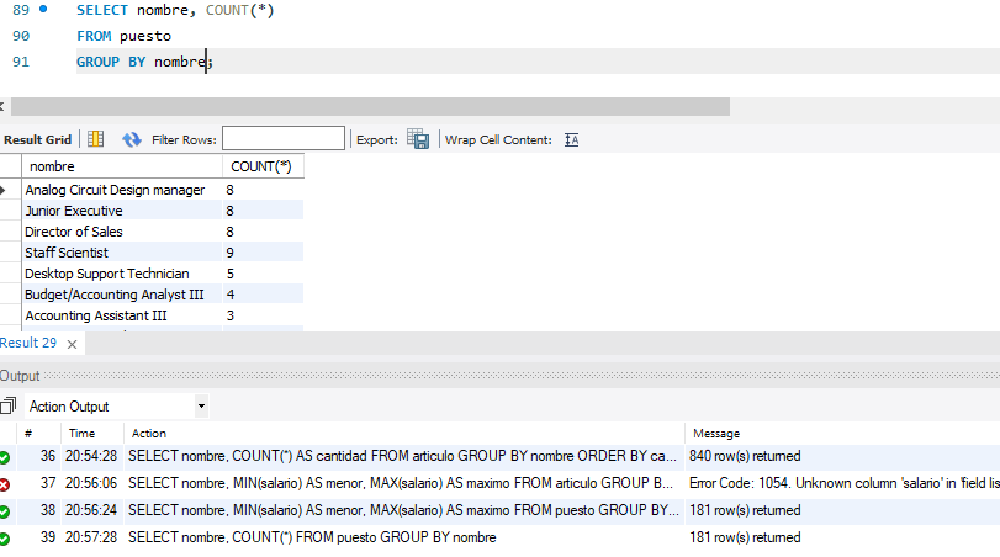 89 SELECT nombre, COUNT(*)
90 FROM puesto
91 GROUP BY nombre;
Result Grid Filter Rows: Export: Wrap Cell Content:
nombre COUNT(*)
Analog Circuit Design manager 8
Junior Executive 8
Director of Sales 8
Staff Scientist 9
Desktop Support Technician 5
Budget/Accounting Analyst III 4
Accounting Assistant III 3
Result 29
Output
Action Output
# Time Action Message
36 20:54:28 SELECT nombre, COUNT(*) AS cantidad FROM articulo GROUP BY nombre ORDER BY ca... 840 row(s) returned
37 20:56:06 SELECT nombre, MIN(salario) AS menor, MAX(salario) AS maximo FROM articulo GROUP B... Error Code: 1054. Unknown column 'salario' in 'field lis
38 20:56:24 SELECT nombre, MIN(salario) AS menor, MAX(salario) AS maximo FROM puesto GROUP BY... 181 row(s) returned
39 20:57:28 SELECT nombre, COUNT(*) FROM puesto GROUP BY nombre 181 row(s) returned